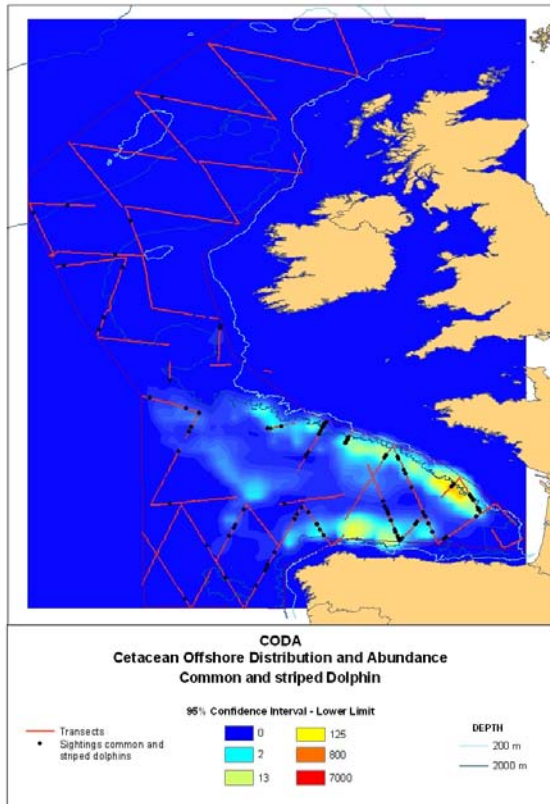 CODA
Cetacean Offshore Distribution and Abundance
Common and striped Dolphin
95% Confidence Interval - Lower Limit
Transects
Sightings common and
striped dolphins
0
2
13
125
800
7000
DEPTH
200 m
2000 m